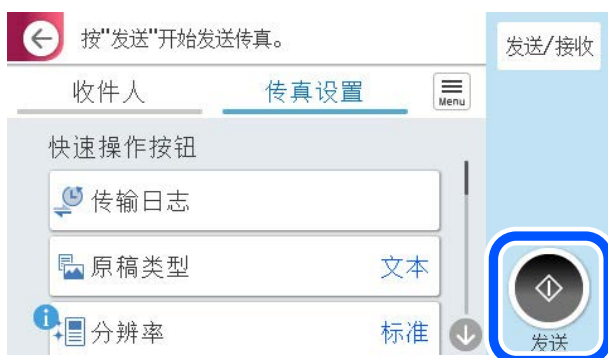 按"发送"开始发送传真。
发送/接收
收件人
传真设置
Menu
快速操作按钮
传输日志
原稿类型 文本
分辨率 标准
发送